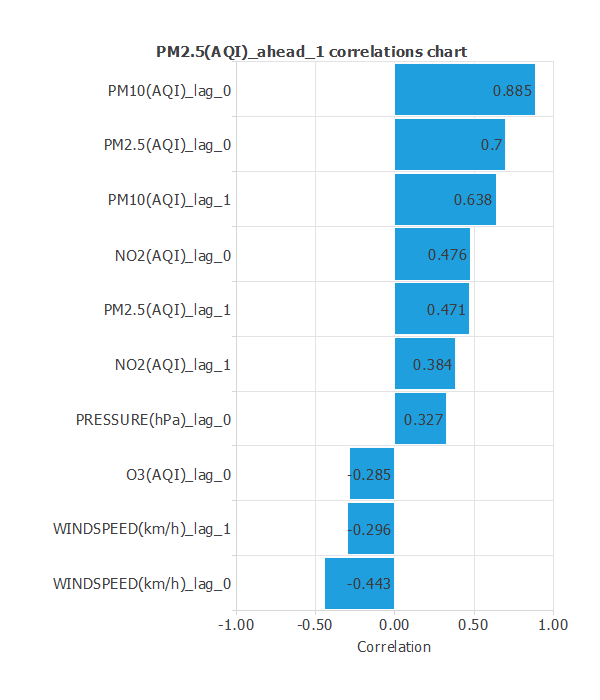 PM2.5(AQI)_ahead_1 correlations chart
PM10(AQI)_lag_0 0.885
PM2.5(AQI)_lag_0 0.7
PM10(AQI)_lag_1 0.638
NO2(AQI)_lag_0 0.476
PM2.5(AQI)_lag_1 0.471
NO2(AQI)_lag_1 0.384
PRESSURE(hPa)_lag_0 0.327
O3(AQI)_lag_0 -0.285
WINDSPEED(km/h)_lag_1 -0.296
WINDSPEED(km/h)_lag_0 -0.443
-1.00 -0.50 0.00 0.50 1.00
Correlation